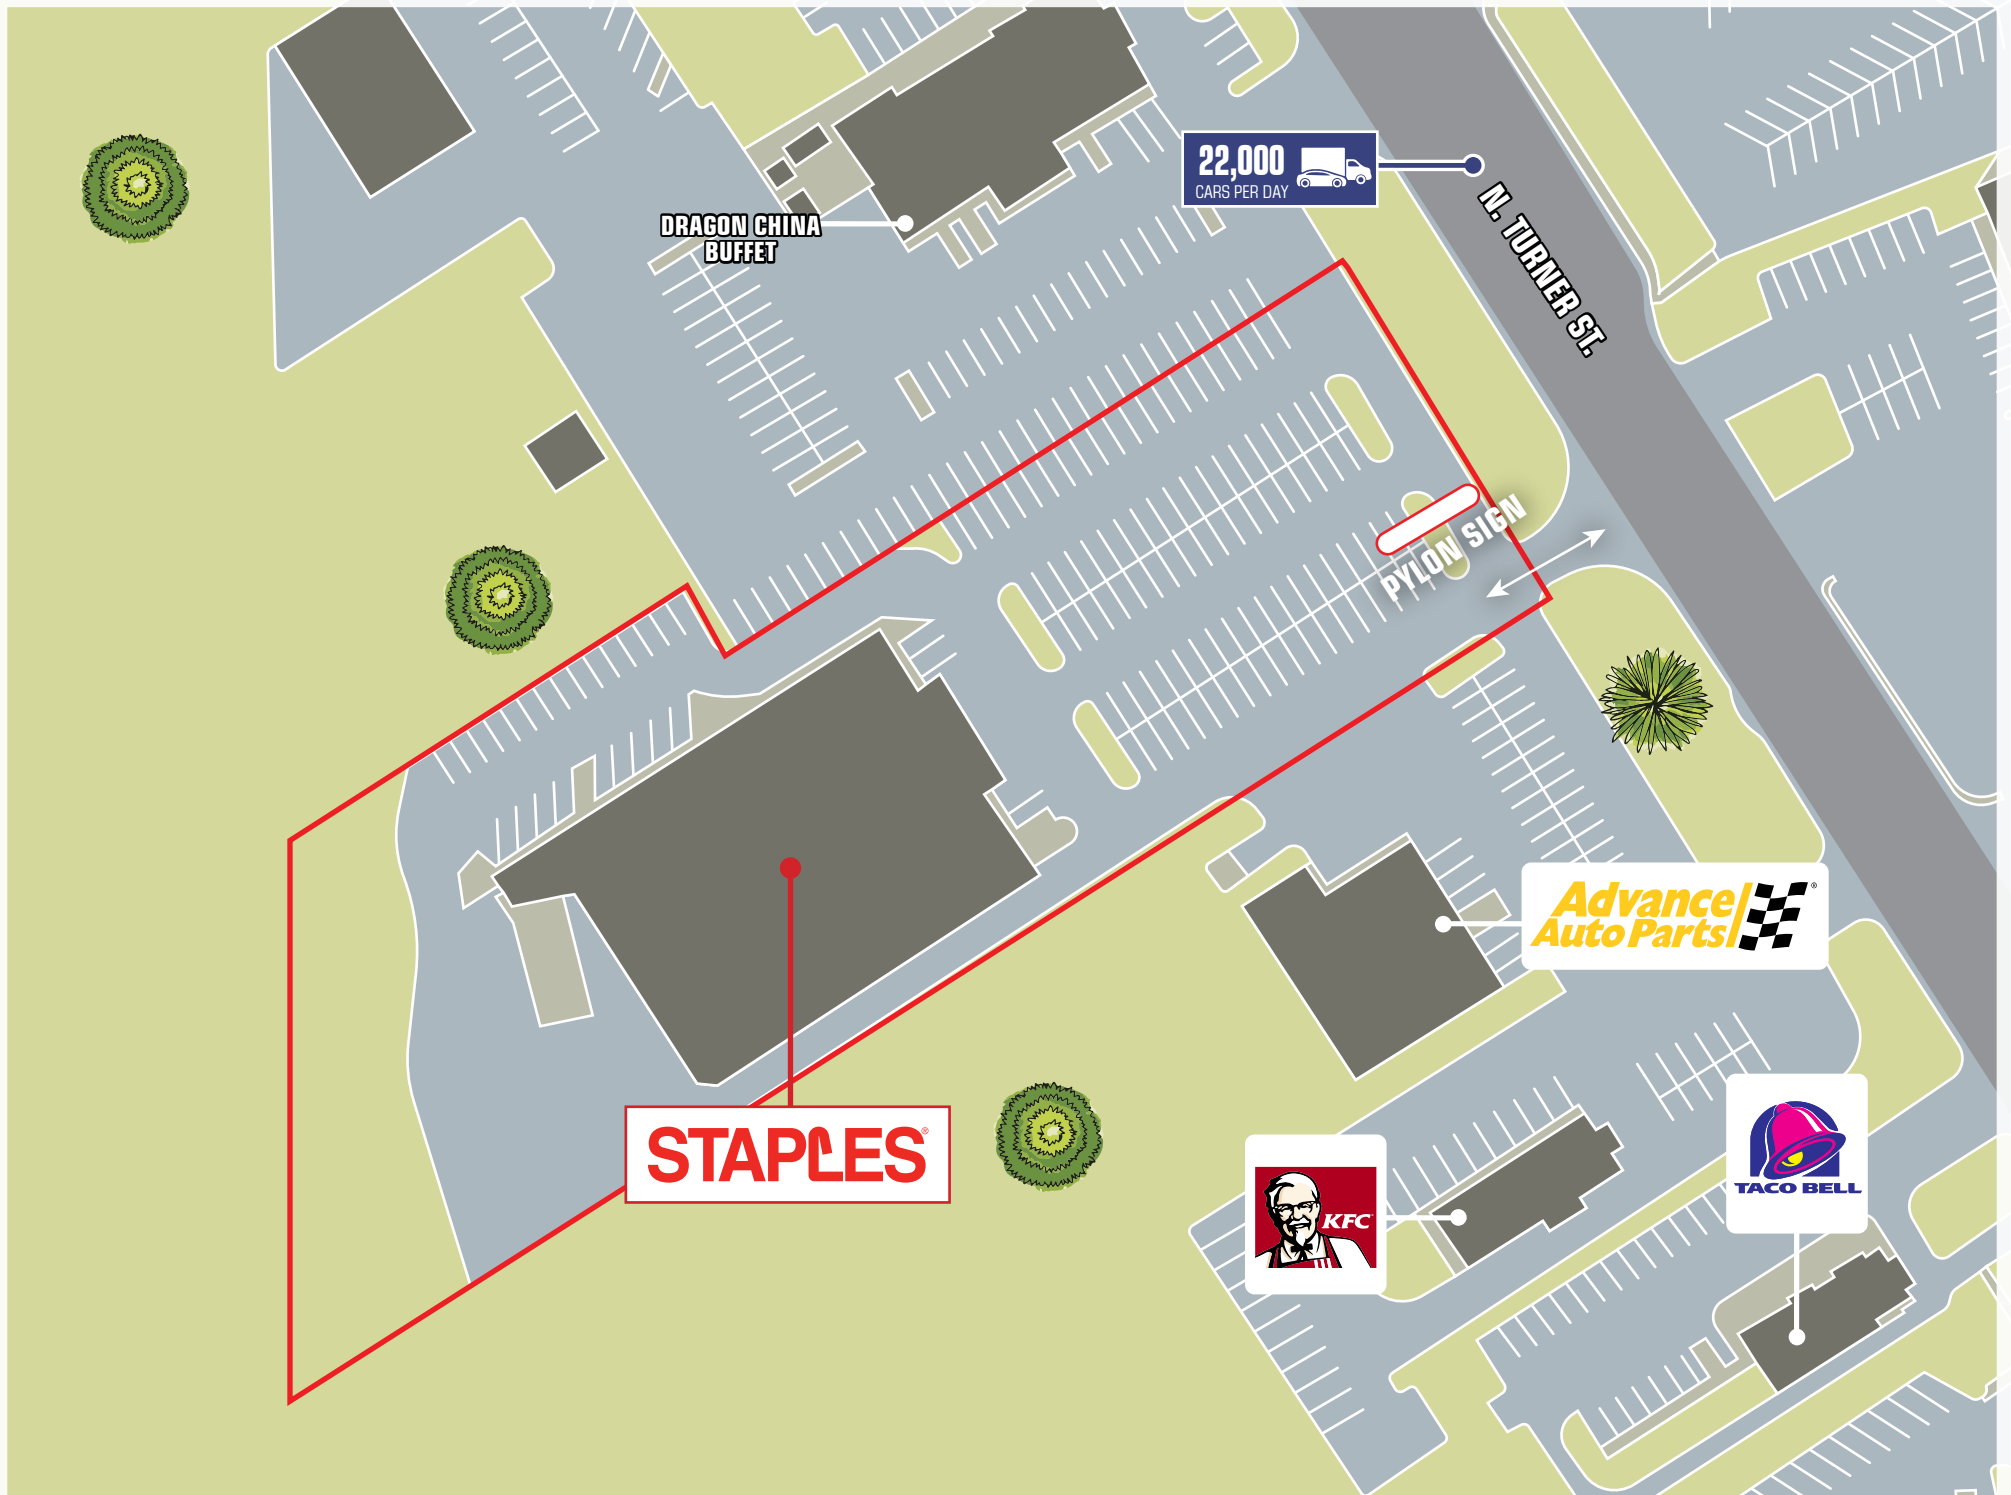 22,000
CARS PER DAY
N. TURNER ST.
DRAGON CHINA
BUFFET
PYLON SIGN
Advance
Auto Parts ®
STAPLES®
KFC
TACO BELL